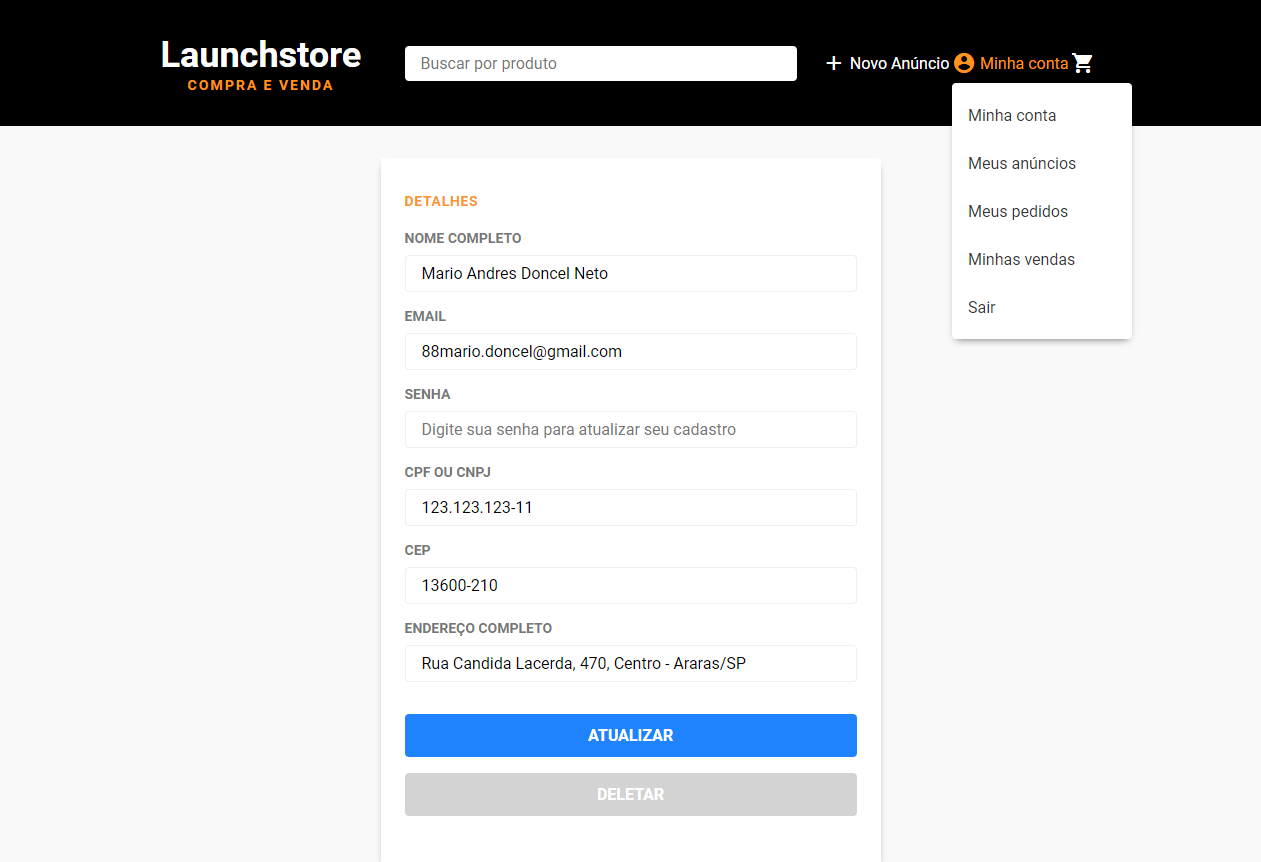 Launchstore
COMPRA E VENDA
Buscar por produto
Novo Anúncio
Minha conta
Minha conta
Meus anúncios
Meus pedidos
Minhas vendas
Sair
DETALHES
NOME COMPLETO
Mario Andres Doncel Neto
EMAIL
88mario.doncel@gmail.com
SENHA
Digite sua senha para atualizar seu cadastro
CPF OU CNPJ
123.123.123-11
CEP
13600-210
ENDEREÇO COMPLETO
Rua Candida Lacerda, 470, Centro - Araras/SP
ATUALIZAR
DELETAR